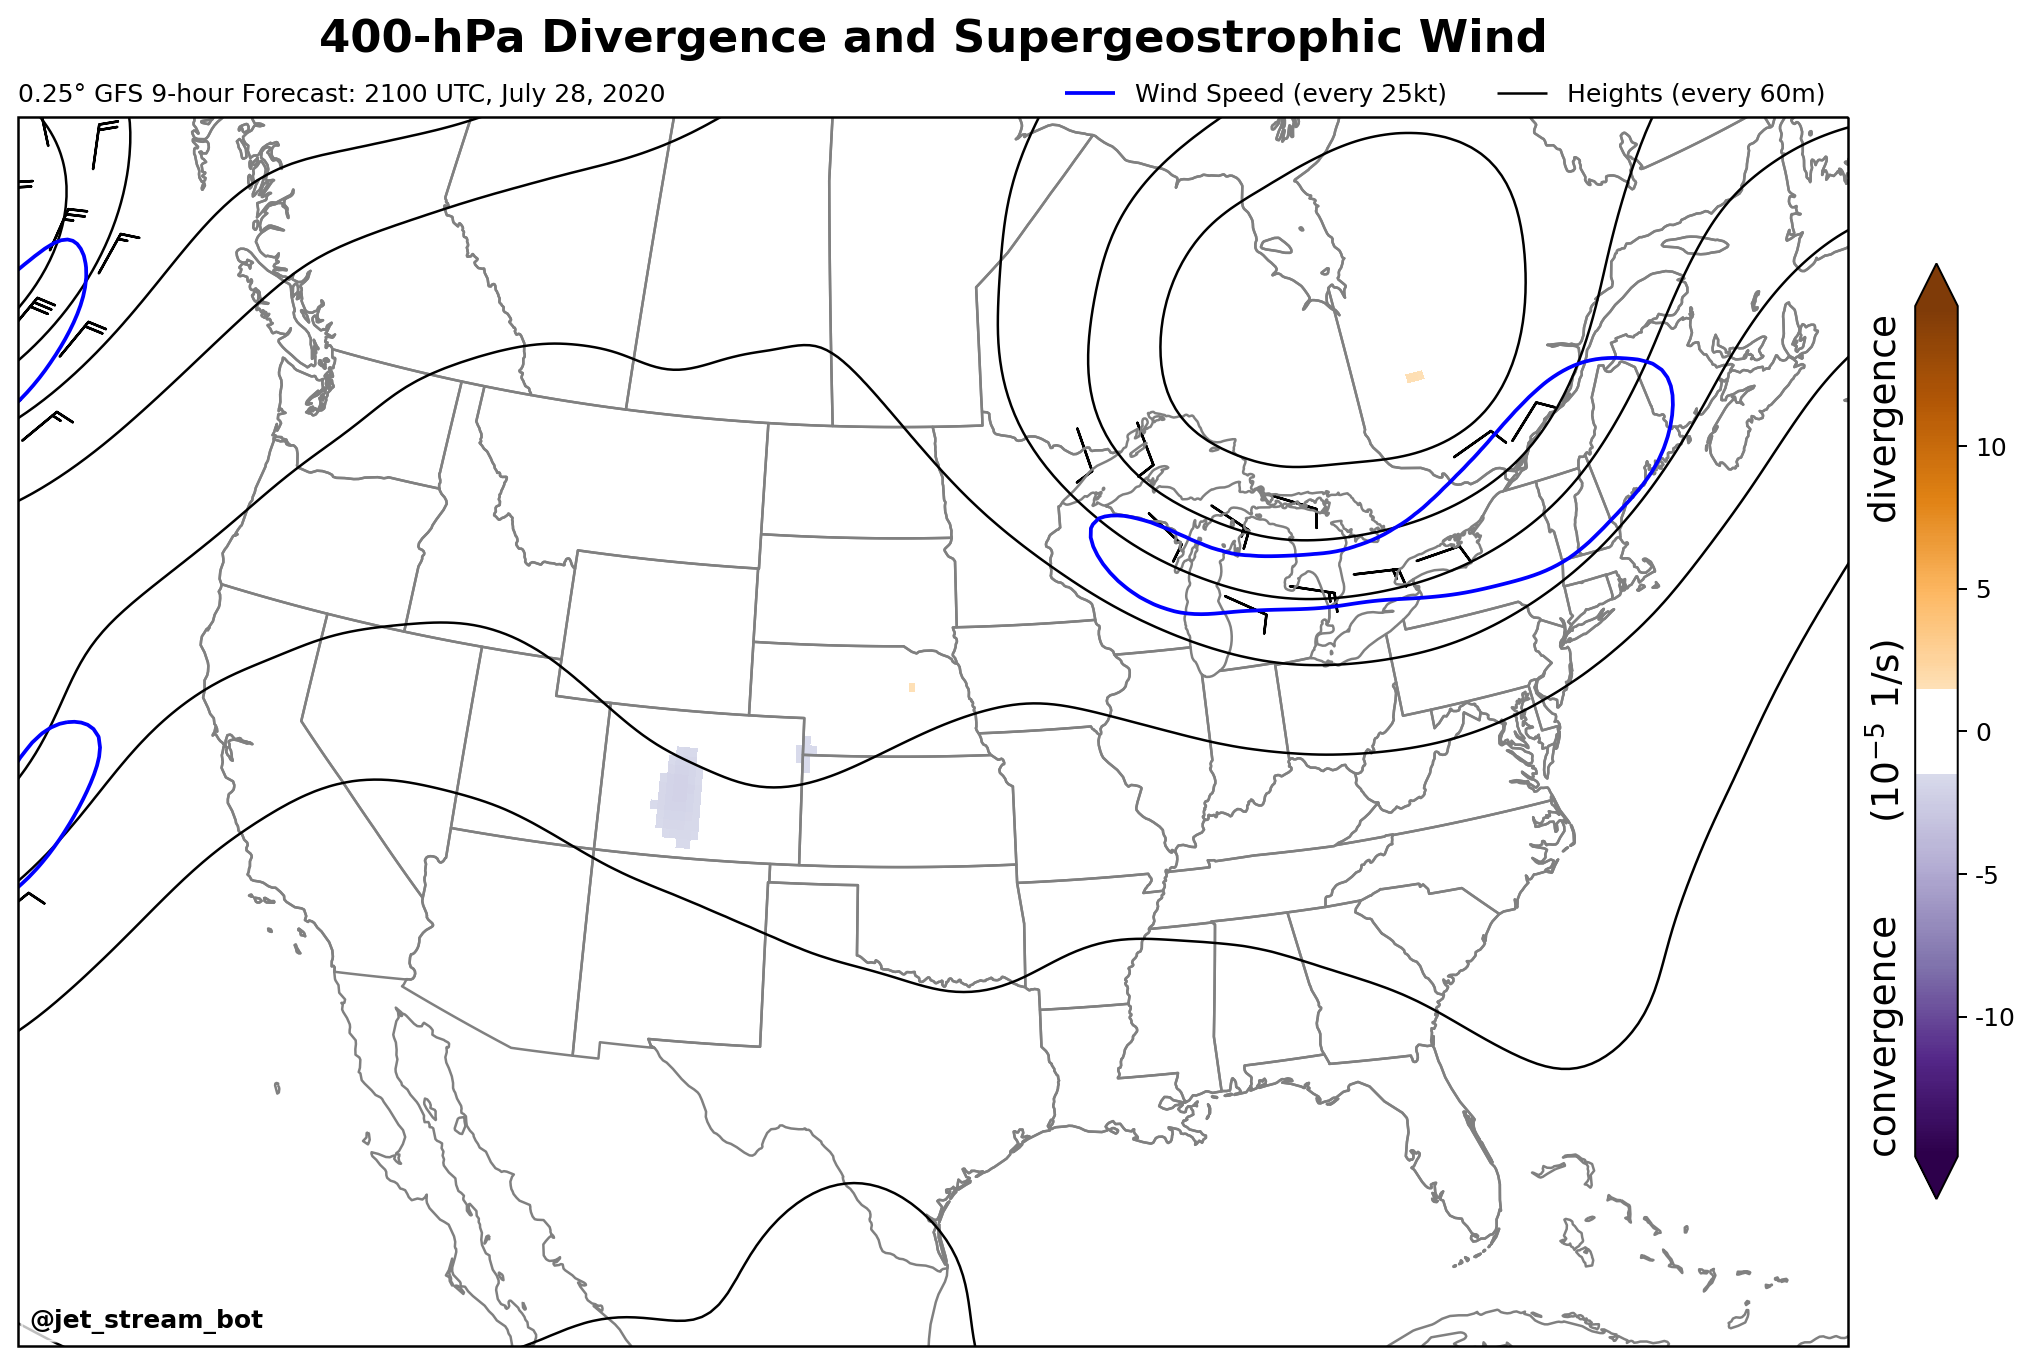 400-hPa Divergence and Supergeostrophic Wind
0.25° GFS 9-hour Forecast: 2100 UTC, July 28, 2020
Wind Speed (every 25kt)
Heights (every 60m)
divergence
(10⁻⁵ 1/s)
convergence
10
5
0
-5
-10
@jet_stream_bot